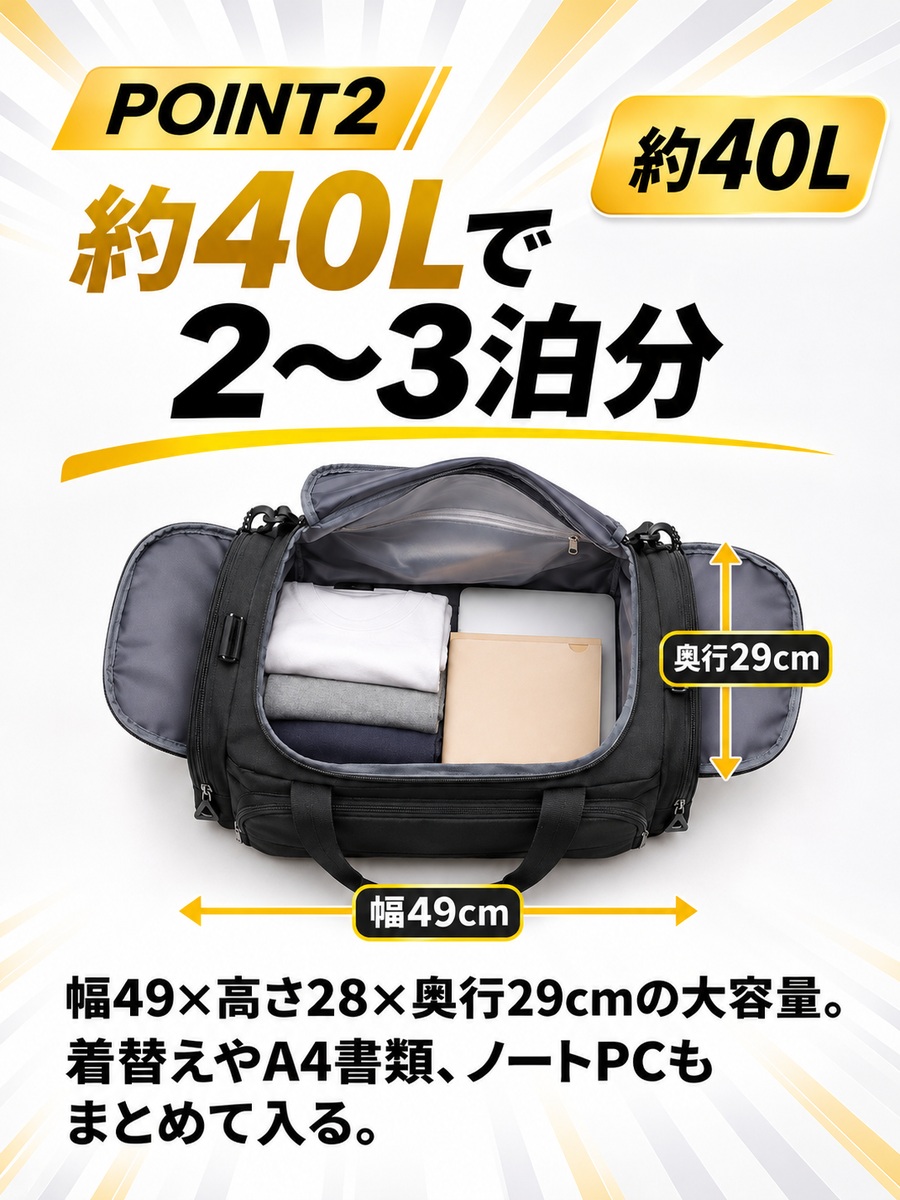 POINT2
約40L
約40Lで
2～3泊分
奥行29cm
幅49cm
幅49×高さ28×奥行29cmの大容量。
着替えやA4書類、ノートPCも
まとめて入る。